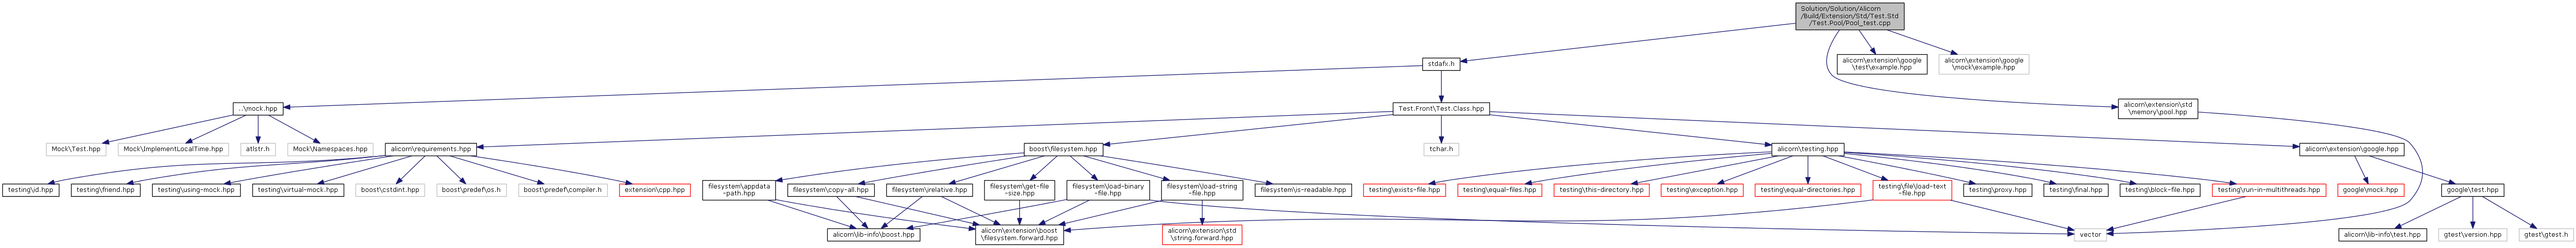 Solution/Solution/Alicorn
/Build/Extension/Std/Test.Std
/Test.Pool/Pool_test.cpp
stdafx.h
alicorn\extension\google
\test\example.hpp
alicorn\extension\google
\mock\example.hpp
..\mock.hpp
Test.Front\Test.Class.hpp
alicorn\extension\std
\memory\pool.hpp
Mock\Test.hpp
Mock\ImplementLocalTime.hpp
atlstr.h
Mock\Namespaces.hpp
alicorn\requirements.hpp
boost\filesystem.hpp
tchar.h
alicorn\testing.hpp
alicorn\extension\google.hpp
testing\d.hpp
testing\friend.hpp
testing\using-mock.hpp
testing\virtual-mock.hpp
boost\cstdint.hpp
boost\predef\os.h
boost\predef\compiler.h
extension\cpp.hpp
filesystem\appdata
-path.hpp
filesystem\copy-all.hpp
filesystem\relative.hpp
filesystem\get-file
-size.hpp
filesystem\load-binary
-file.hpp
filesystem\load-string
-file.hpp
filesystem\is-readable.hpp
testing\exists-file.hpp
testing\equal-files.hpp
testing\this-directory.hpp
testing\exception.hpp
testing\equal-directories.hpp
testing\file\load-text
-file.hpp
testing\proxy.hpp
testing\final.hpp
testing\block-file.hpp
testing\run-in-multithreads.hpp
google\mock.hpp
google\test.hpp
alicorn\lib-info\boost.hpp
alicorn\extension\boost
\filesystem.forward.hpp
alicorn\extension\std
\string.forward.hpp
vector
alicorn\lib-info\test.hpp
gtest\version.hpp
gtest\gtest.h